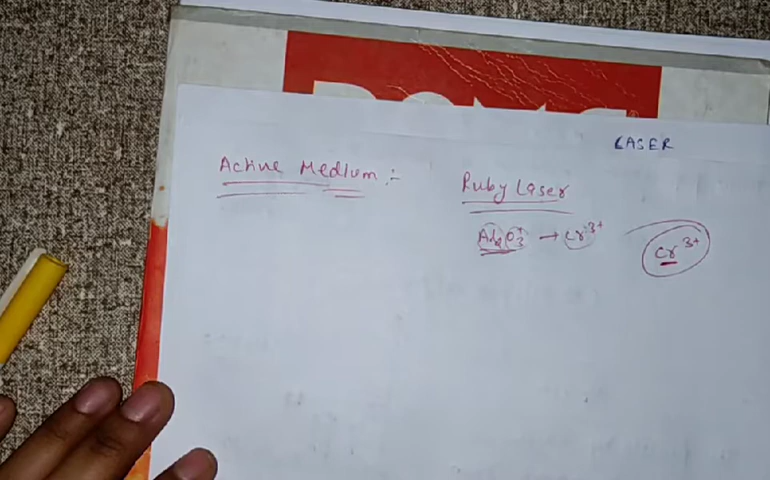 LASER
Active Medium :-
Ruby Laser
Al2O3 → Cr3+
Cr3+